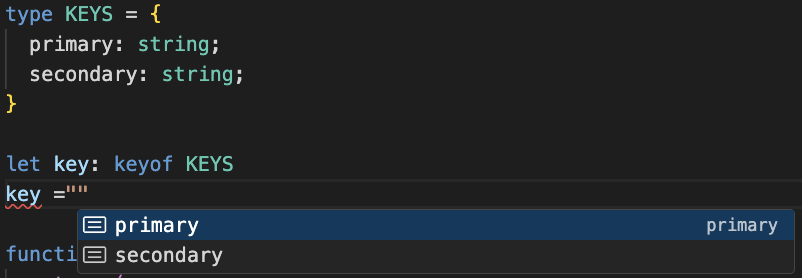 type KEYS = {
primary: string;
secondary: string;
}
let key: keyof KEYS
key =""
primary primary
secondary
functi